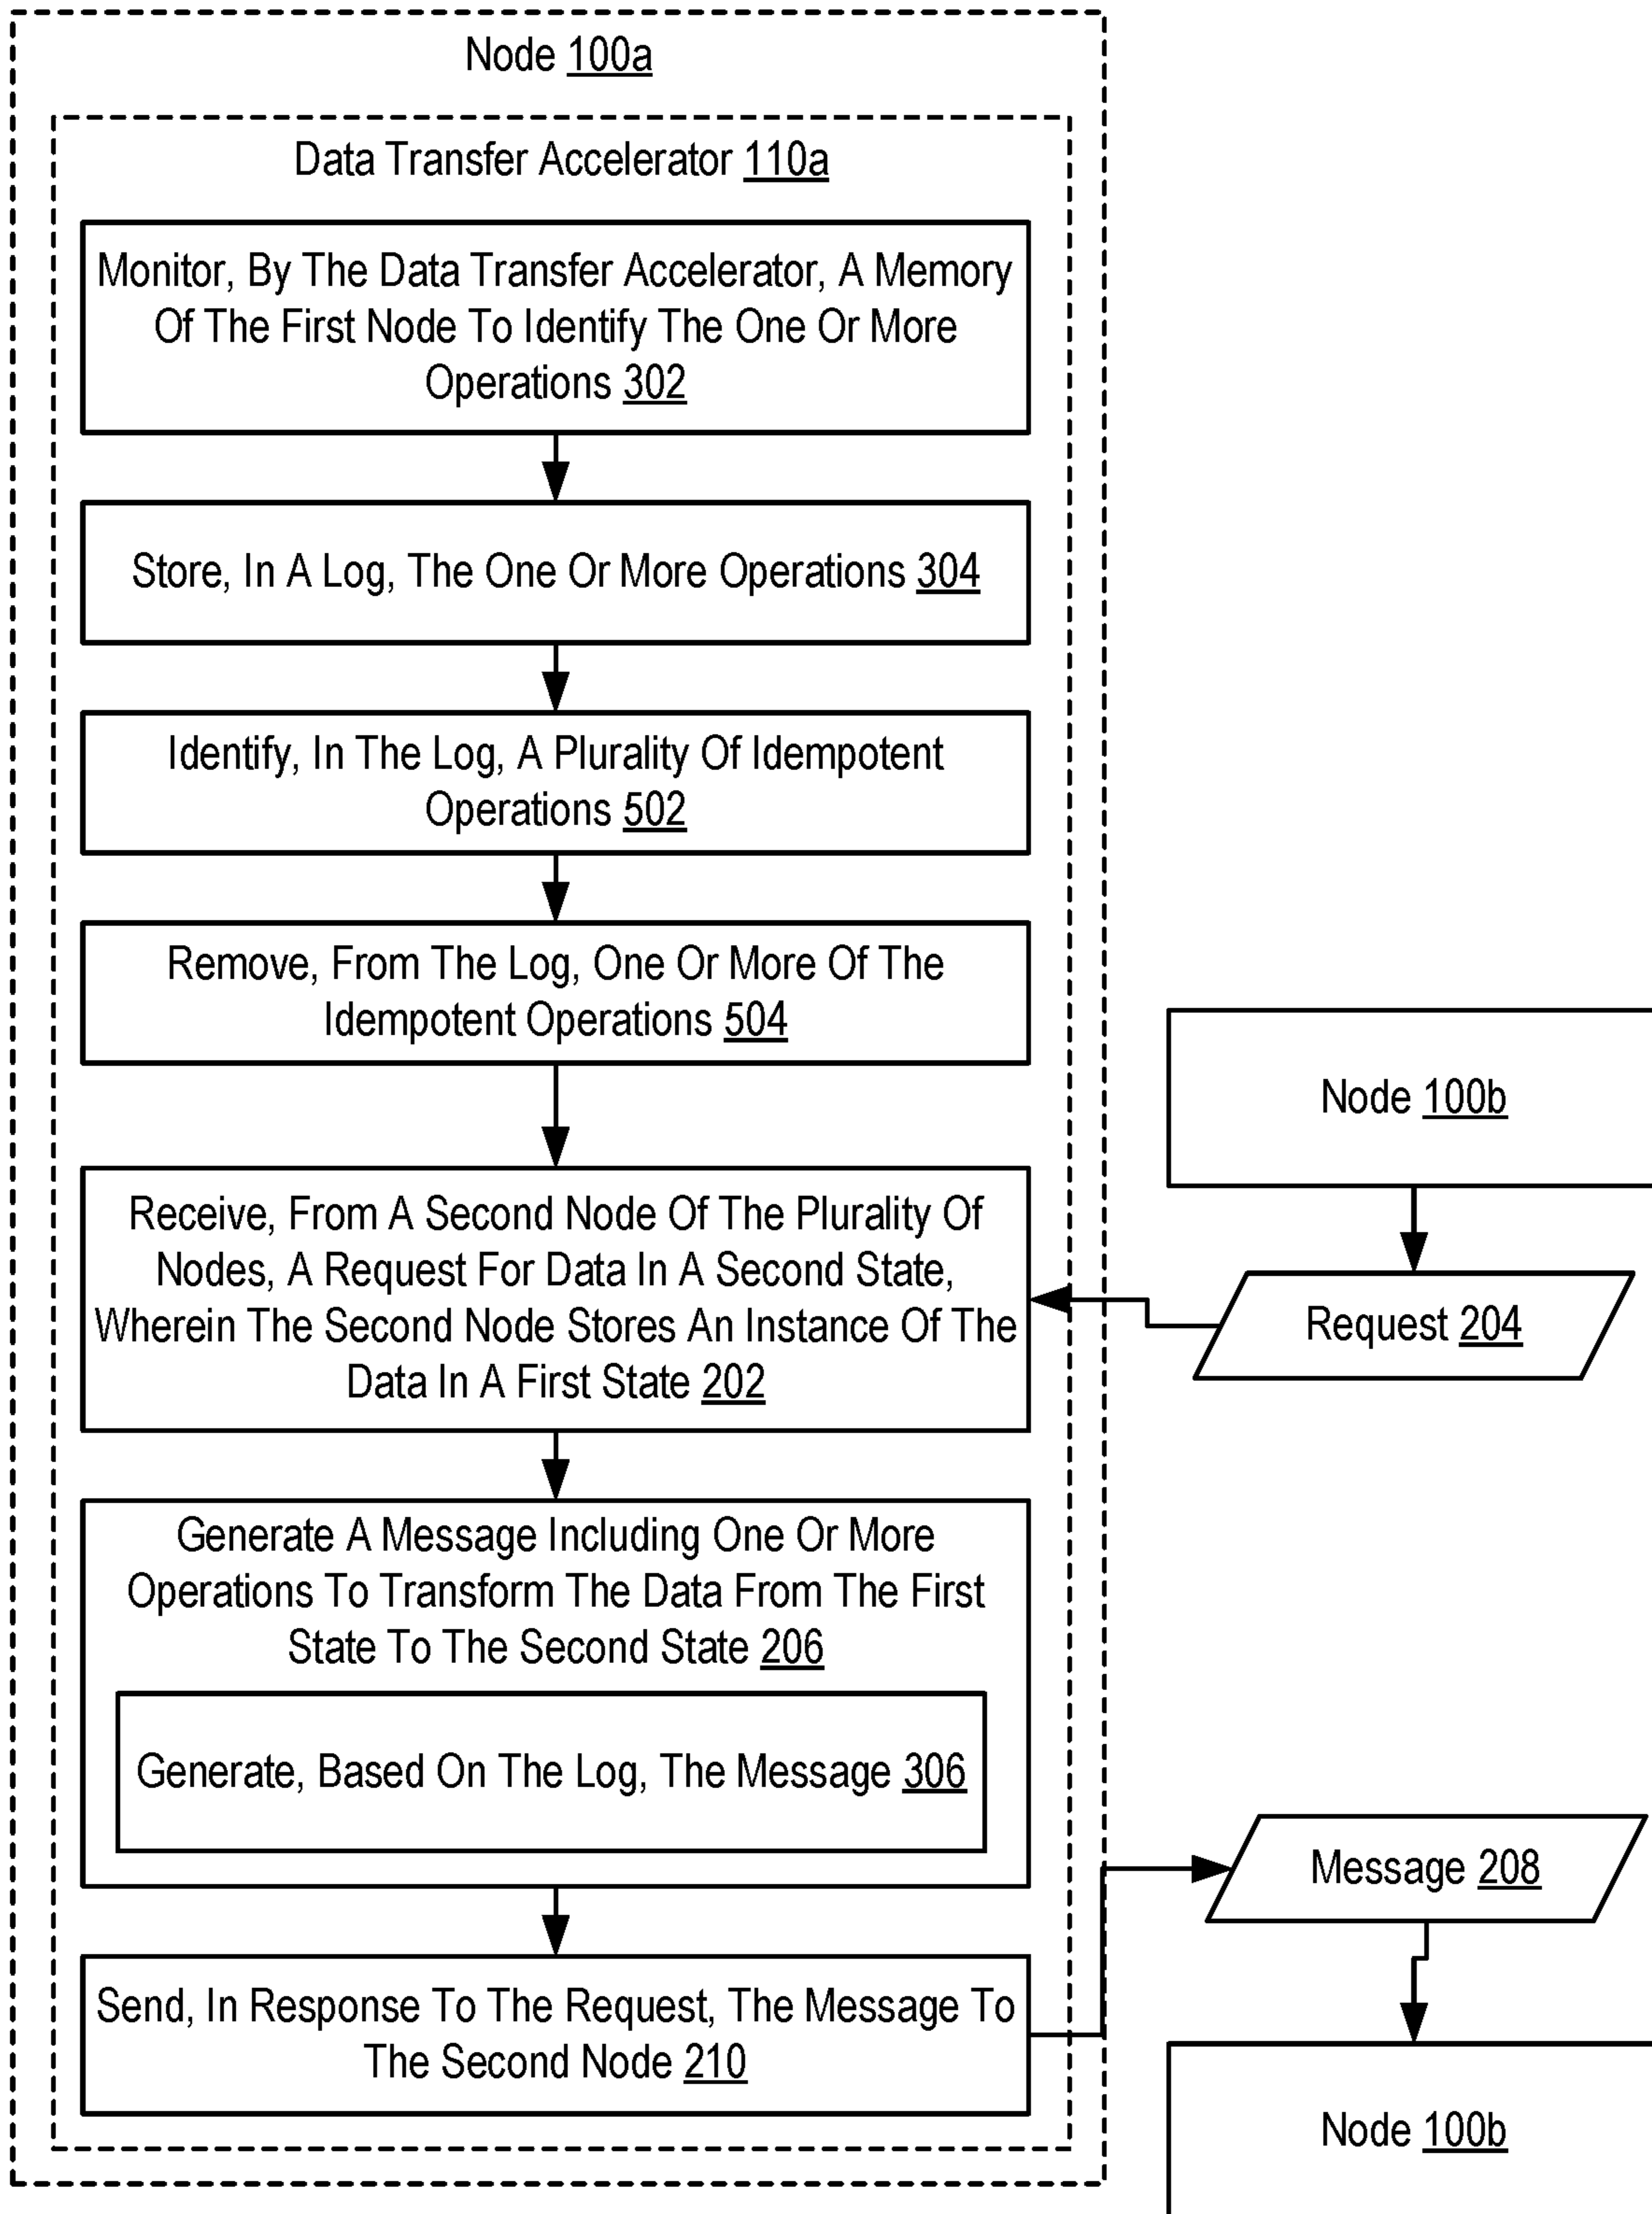 Node 100a
Data Transfer Accelerator 110a
Monitor, By The Data Transfer Accelerator, A Memory
Of The First Node To Identify The One Or More
Operations 302
Store, In A Log, The One Or More Operations 304
Identify, In The Log, A Plurality Of Idempotent
Operations 502
Remove, From The Log, One Or More Of The
Idempotent Operations 504
Node 100b
Receive, From A Second Node Of The Plurality Of
Nodes, A Request For Data In A Second State,
Wherein The Second Node Stores An Instance Of The
Data In A First State 202
Request 204
Generate A Message Including One Or More
Operations To Transform The Data From The First
State To The Second State 206
Generate, Based On The Log, The Message 306
Message 208
Send, In Response To The Request, The Message To
The Second Node 210
Node 100b